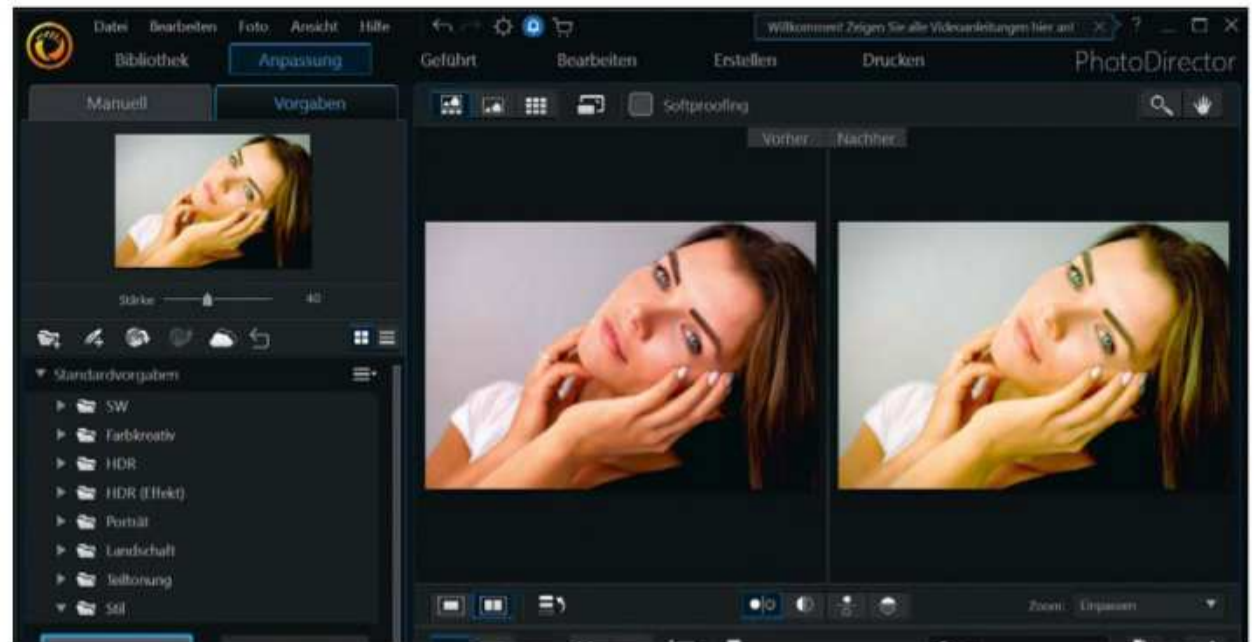 Datei Bearbeiten Foto Ansicht Hilfe
Willkommen! Zeigen Sie alle Videoanleitungen hier an!
?
Bibliothek Anpassung Geführt Bearbeiten Erstellen Drucken PhotoDirector
Manuell Vorgaben Softproofing
Vorher Nachher
Stärke 40
Standardvorgaben
SW
Farbkreativ
HDR
HDR (Effekt)
Porträt
Landschaft
Teiltonung
Stil
Zoom: Einpassen